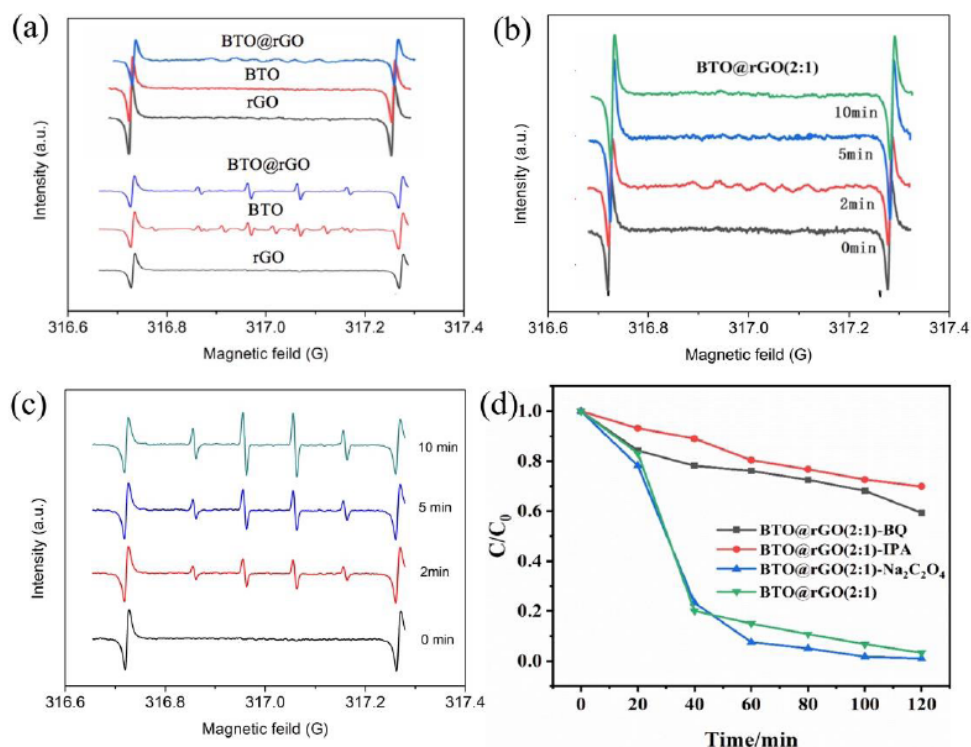 (a)
BTO@rGO
BTO
rGO
BTO@rGO
BTO
rGO
Intensity (a.u.)
316.6 316.8 317.0 317.2 317.4
Magnetic feild (G)
(b)
BTO@rGO(2:1)
10min
5min
2min
0min
Intensity (a.u.)
316.6 316.8 317.0 317.2 317.4
Magnetic feild (G)
(c)
10 min
5 min
2min
0 min
Intensity (a.u.)
316.6 316.8 317.0 317.2 317.4
Magnetic feild (G)
(d)
1.0
0.8
0.6
0.4
0.2
0.0
C/C₀
BTO@rGO(2:1)-BQ
BTO@rGO(2:1)-IPA
BTO@rGO(2:1)-Na₂C₂O₄
BTO@rGO(2:1)
0 20 40 60 80 100 120
Time/min